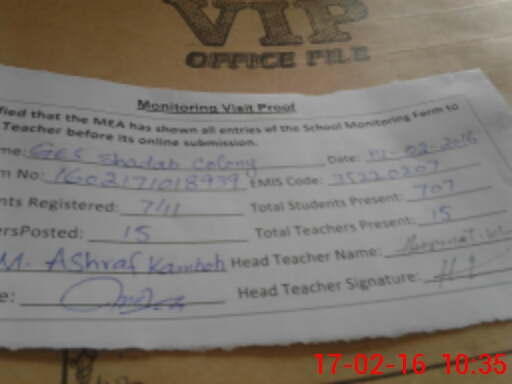 VIP
OFFICE FILE
Monitoring Visit Proof
fied that the MEA has shown all entries of the School Monitoring Form to
Teacher before its online submission.
me: GES Shadab Colony Date: 17-02-2016
m No: 1602171018939 EMIS Code: 35220207
nts Registered: 741 Total Students Present: 707
ersPosted: 15 Total Teachers Present: 15
M. Ashraf Kamboh Head Teacher Name:
e: Head Teacher Signature:
17-02-16 10:35